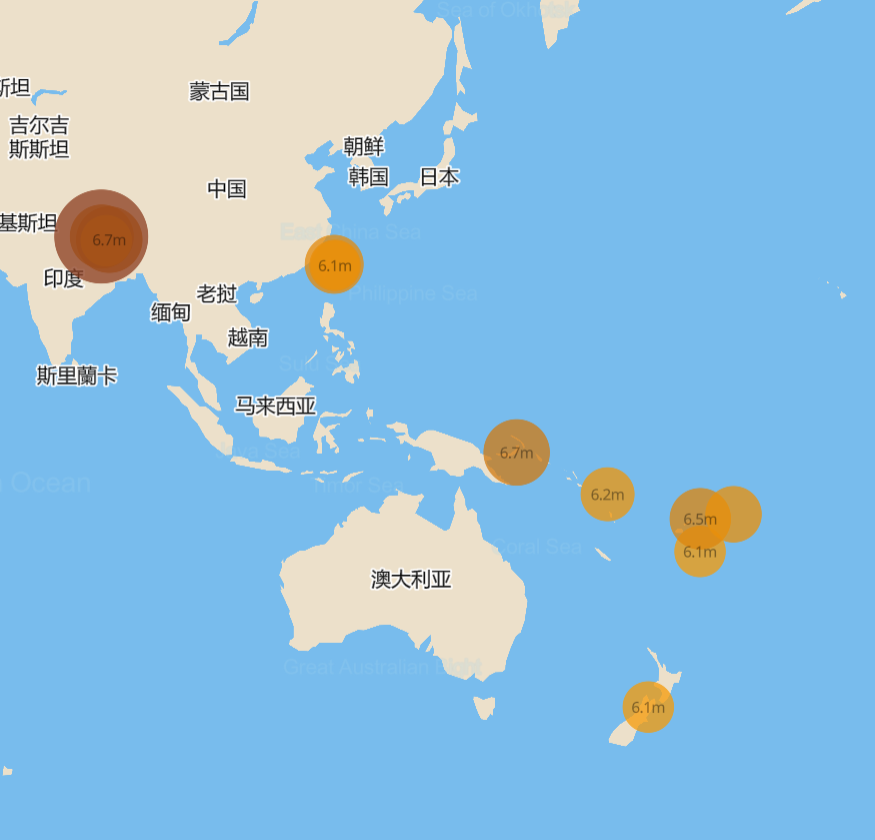 Sea of Okhotsk
斯坦
蒙古国
吉尔吉
斯斯坦
朝鲜
韩国
日本
中国
基斯坦
6.7m
East China Sea
6.1m
印度
老挝
Philippine Sea
缅甸
越南
Sulu Sea
斯里蘭卡
马来西亚
Java Sea
6.7m
Ocean
Timor Sea
6.2m
6.5m
Coral Sea
6.1m
澳大利亚
Great Australian Bight
6.1m